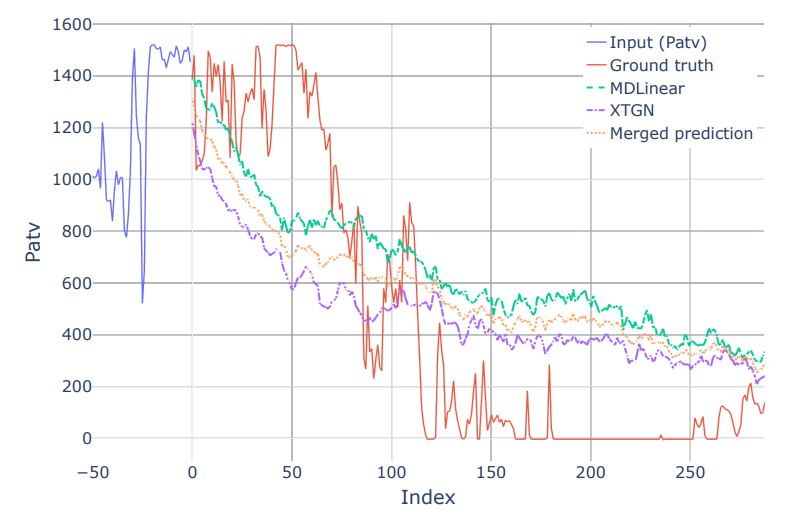 1600
1400
1200
1000
800
600
400
200
0
Patv
−50
0
50
100
150
200
250
Index
Input (Patv)
Ground truth
MDLinear
XTGN
Merged prediction